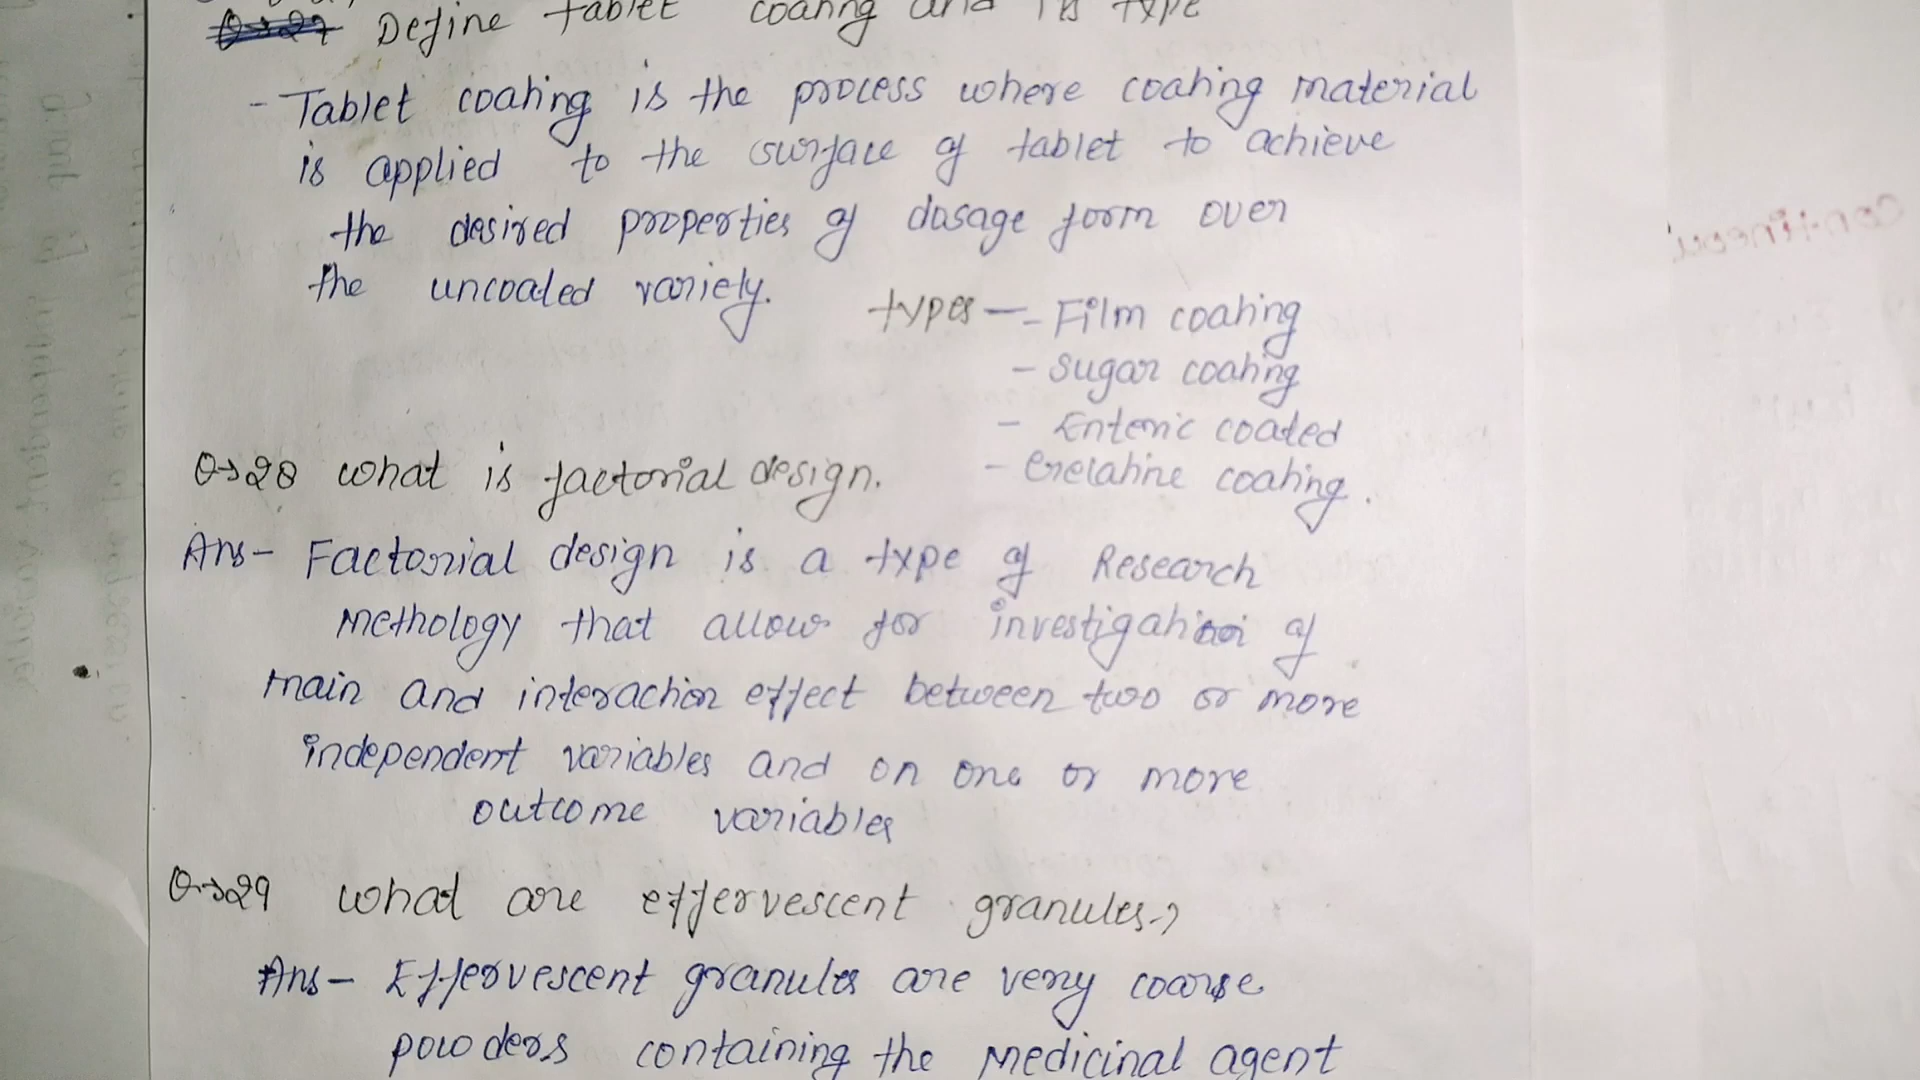 Q→27 Define tablet coating and its type
- Tablet coating is the process where coating material
is applied to the surface of tablet to achieve
the desired properties of dosage form over
the uncoated variety.
types — - Film coating
- Sugar coating
- Enteric coated
- Gelatine coating.
Q→28 what is factorial design.
Ans- Factorial design is a type of Research
methology that allow for investigation of
main and interaction effect between two or more
independent variables and on one or more
outcome variables
Q→29 what are effervescent granules→
Ans- Effervescent granules are very coarse
powders containing the medicinal agent